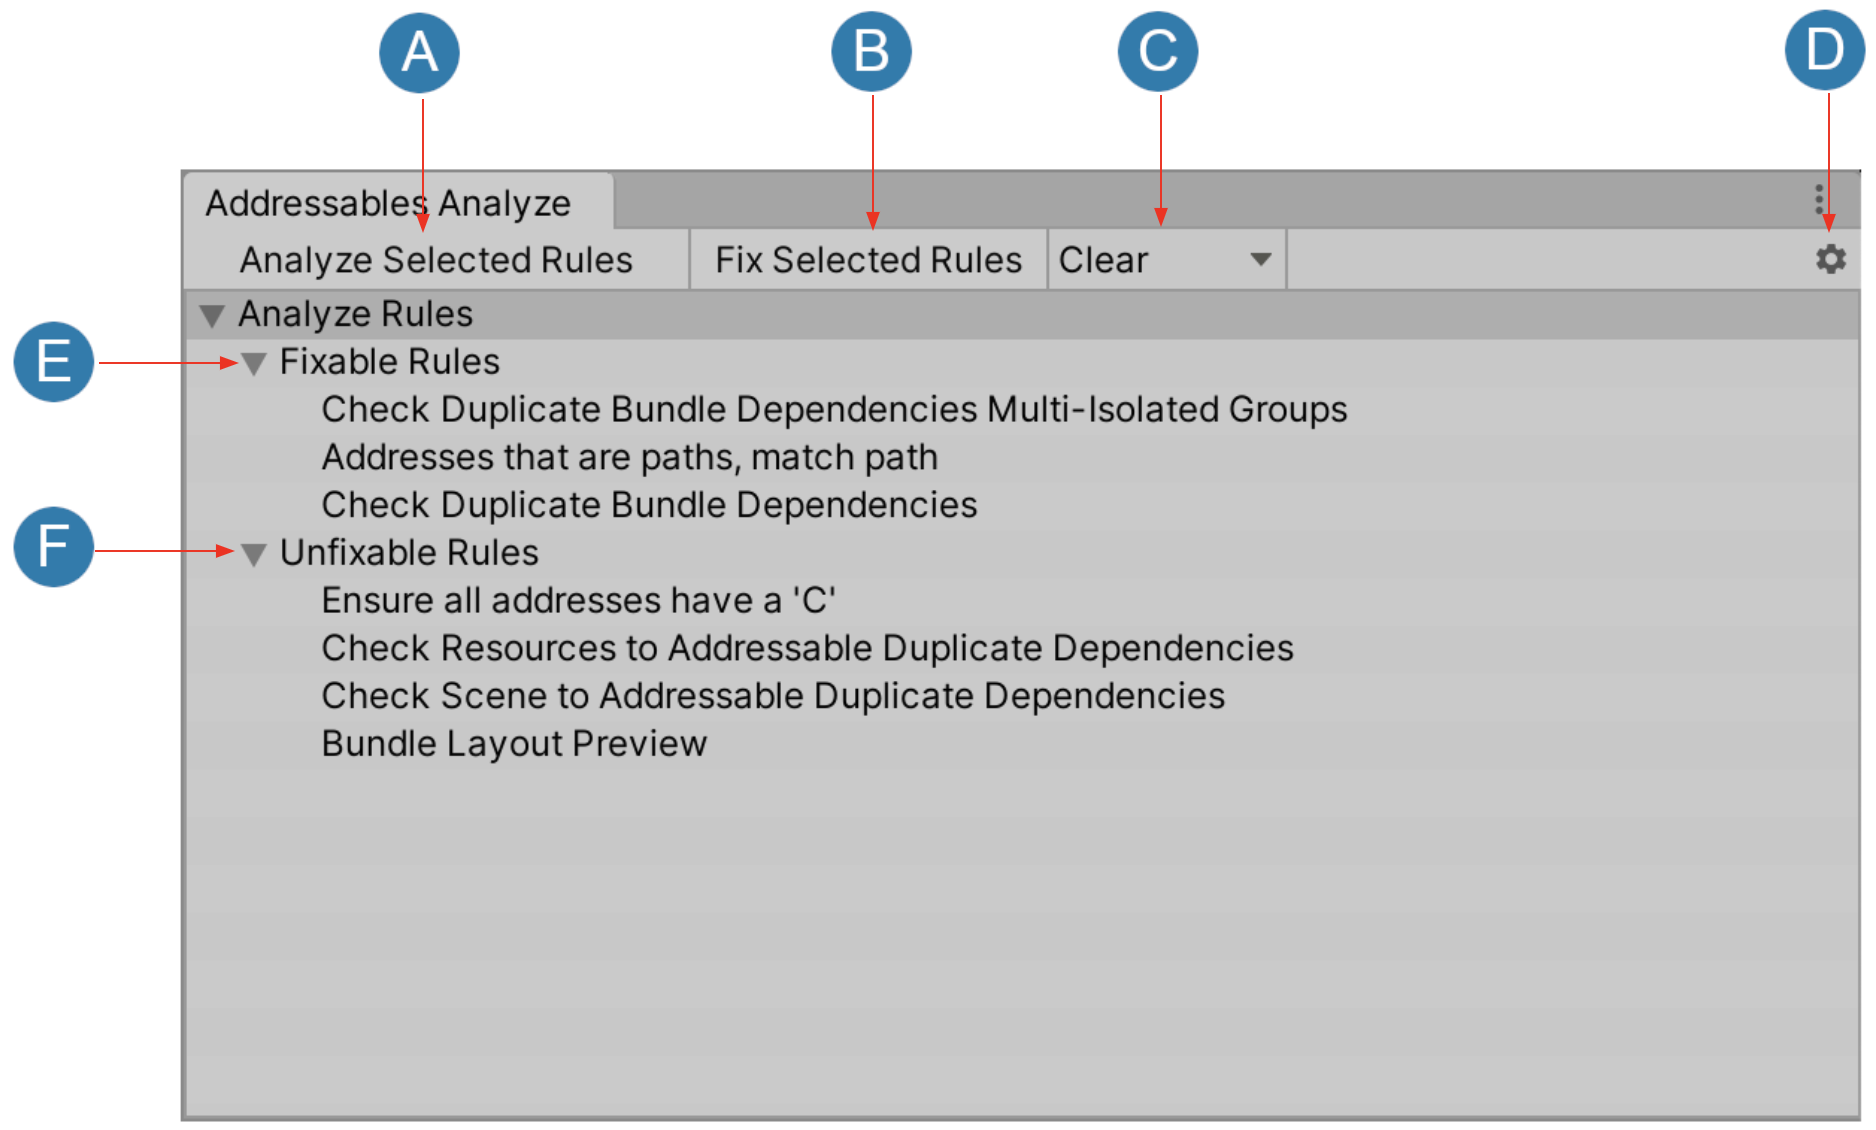 A
B
C
D
Addressables Analyze
Analyze Selected Rules
Fix Selected Rules
Clear
Analyze Rules
E
Fixable Rules
Check Duplicate Bundle Dependencies Multi-Isolated Groups
Addresses that are paths, match path
Check Duplicate Bundle Dependencies
F
Unfixable Rules
Ensure all addresses have a 'C'
Check Resources to Addressable Duplicate Dependencies
Check Scene to Addressable Duplicate Dependencies
Bundle Layout Preview